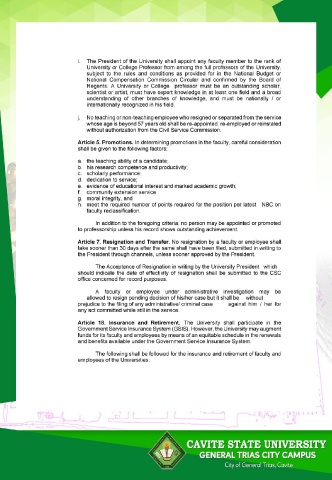 i. The President of the University shall appoint any faculty member to the rank of
University or College Professor from among the full professors of the University,
subject to the rules and conditions as provided for in the National Budget or
National Compensation Commission Circular and confirmed by the Board of
Regents. A University or College professor must be an outstanding scholar,
scientist or artist, must have expert knowledge in at least one field and a broad
understanding of other branches of knowledge, and must be nationally / or
internationally recognized in his field.
j. No teaching or non-teaching employee who resigned or separated from the service
whose age is beyond 57 years old shall be re-appointed, re-employed or reinstated
without authorization from the Civil Service Commission.
Article 5. Promotions. In determining promotions in the faculty, careful consideration
shall be given to the following factors:
a. the teaching ability of a candidate;
b. his research competence and productivity;
c. scholarly performance;
d. dedication to service;
e. evidence of educational interest and marked academic growth;
f. community extension service
g. moral integrity, and
h. meet the required number of points required for the position per latest NBC on
faculty reclassification.
In addition to the foregoing criteria, no person may be appointed or promoted
to professorship unless his record shows outstanding achievement.
Article 7. Resignation and Transfer. No resignation by a faculty or employee shall
take sooner than 30 days after the same shall have been filed, submitted in writing to
the President through channels, unless sooner approved by the President.
The Acceptance of Resignation in writing by the University President which
should indicate the date of effectivity of resignation shall be submitted to the CSC
office concerned for record purposes.
A faculty or employee under administrative investigation may be
allowed to resign pending decision of his/her case but it shall be without
prejudice to the filing of any administrative/ criminal case against him / her for
any act committed while still in the service.
Article 18. Insurance and Retirement. The University shall participate in the
Government Service Insurance System (GSIS). However, the University may augment
funds for its faculty and employees by means of an equitable schedule in the renewals
and benefits available under the Government Service Insurance System.
The following shall be followed for the insurance and retirement of faculty and
employees of the Universities:
CAVITE STATE UNIVERSITY
GENERAL TRIAS CITY CAMPUS
City of General Trias, Cavite